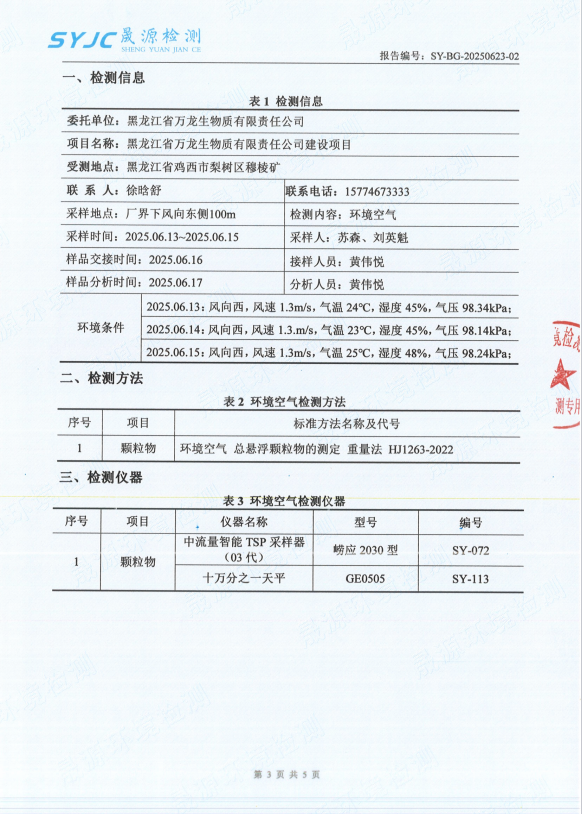 SYJC 晟源检测
SHENG YUAN JIAN CE
报告编号：SY-BG-20250623-02
一、检测信息
表 1 检测信息
委托单位：黑龙江省万龙生物质有限责任公司
项目名称：黑龙江省万龙生物质有限责任公司建设项目
受测地点：黑龙江省鸡西市梨树区穆棱矿
联 系 人：徐晗舒 联系电话：15774673333
采样地点：厂界下风向东侧100m 检测内容：环境空气
采样时间：2025.06.13~2025.06.15 采样人：苏森、刘英魁
样品交接时间：2025.06.16 接样人员：黄伟悦
样品分析时间：2025.06.17 分析人员：黄伟悦
环境条件
2025.06.13：风向西，风速 1.3m/s，气温 24℃，湿度 45%，气压 98.34kPa；
2025.06.14：风向西，风速 1.3.m/s，气温 23℃，湿度 45%，气压 98.14kPa；
2025.06.15：风向西，风速 1.3m/s，气温 25℃，湿度 48%，气压 98.24kPa；
二、检测方法
表 2 环境空气检测方法
序号 项目 标准方法名称及代号
1 颗粒物 环境空气 总悬浮颗粒物的测定 重量法 HJ1263-2022
三、检测仪器
表 3 环境空气检测仪器
序号 项目 仪器名称 型号 编号
1 颗粒物 中流量智能 TSP 采样器（03 代） 崂应 2030 型 SY-072
十万分之一天平 GE0505 SY-113
测专用
第 3 页 共 5 页